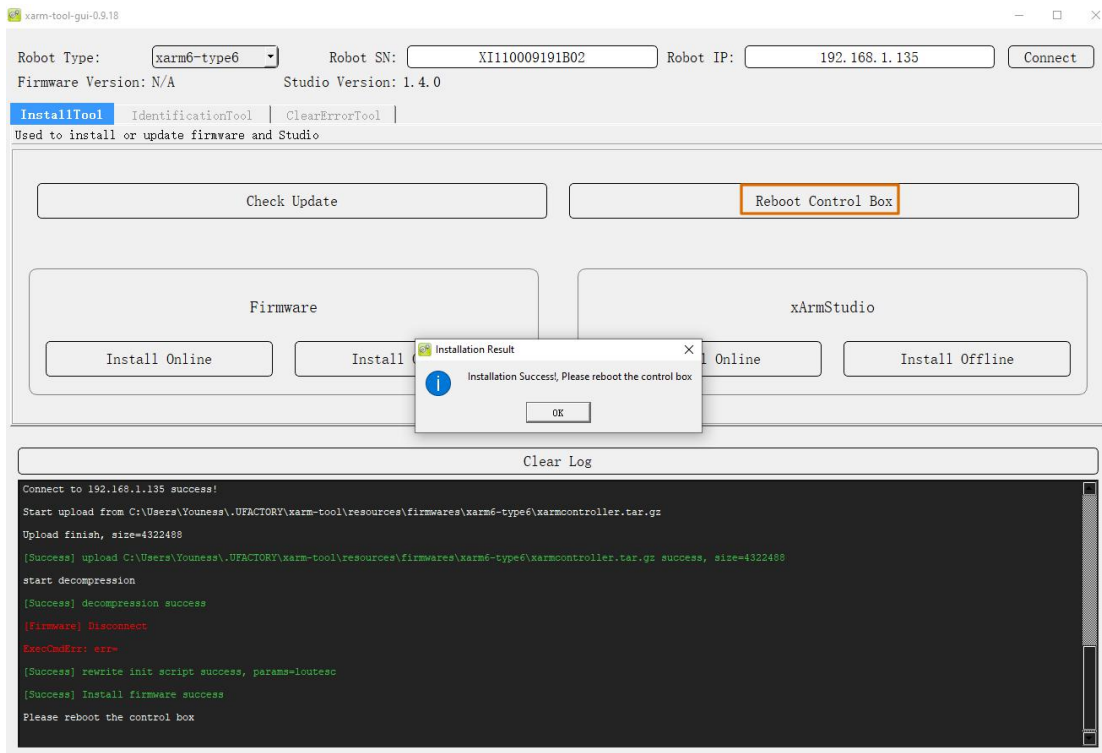 xarm-tool-gui-0.9.18
Robot Type: xarm6-type6 Robot SN: XI110009191B02 Robot IP: 192.168.1.135 Connect
Firmware Version: N/A Studio Version: 1.4.0
InstallTool IdentificationTool ClearErrorTool
Used to install or update firmware and Studio
Check Update Reboot Control Box
Firmware xArmStudio
Install Online Install Online Install Offline
Installation Result
Installation Success!, Please reboot the control box
OK
Clear Log
Connect to 192.168.1.135 success!
Start upload from C:\Users\Youness\.UFACTORY\xarm-tool\resources\firmwares\xarm6-type6\xarmcontroller.tar.gz
Upload finish, size=4322488
[Success] upload C:\Users\Youness\.UFACTORY\xarm-tool\resources\firmwares\xarm6-type6\xarmcontroller.tar.gz success, size=4322488
start decompression
[Success] decompression success
[Firmware] Disconnect
ExecCmdErr: err=
[Success] rewrite init script success, params=loutesc
[Success] Install firmware success
Please reboot the control box